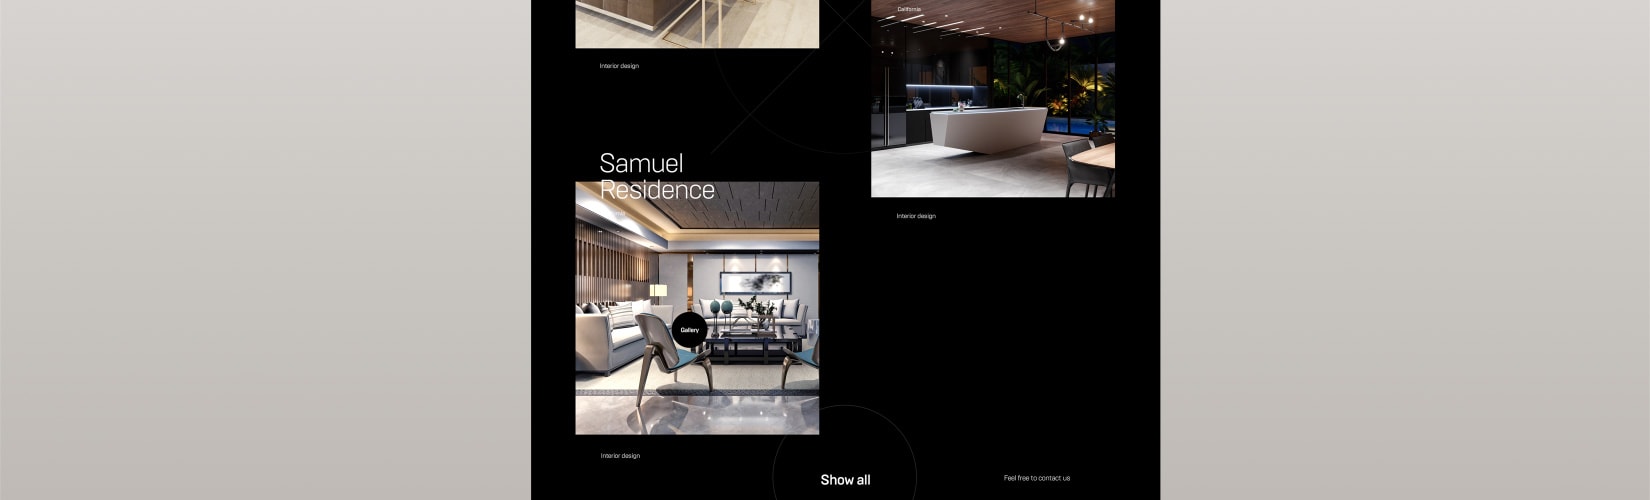 California
Interior design
Samuel
Residence
Interior design
Gallery
Interior design
Show all
Feel free to contact us